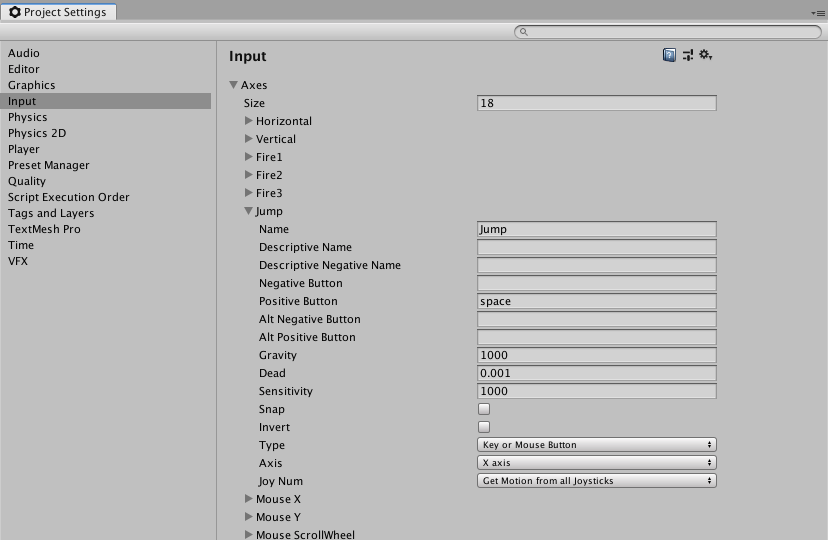 Project Settings
Audio
Editor
Graphics
Input
Physics
Physics 2D
Player
Preset Manager
Quality
Script Execution Order
Tags and Layers
TextMesh Pro
Time
VFX
Input
Axes
Size 18
Horizontal
Vertical
Fire1
Fire2
Fire3
Jump
Name Jump
Descriptive Name
Descriptive Negative Name
Negative Button
Positive Button space
Alt Negative Button
Alt Positive Button
Gravity 1000
Dead 0.001
Sensitivity 1000
Snap
Invert
Type Key or Mouse Button
Axis X axis
Joy Num Get Motion from all Joysticks
Mouse X
Mouse Y
Mouse ScrollWheel